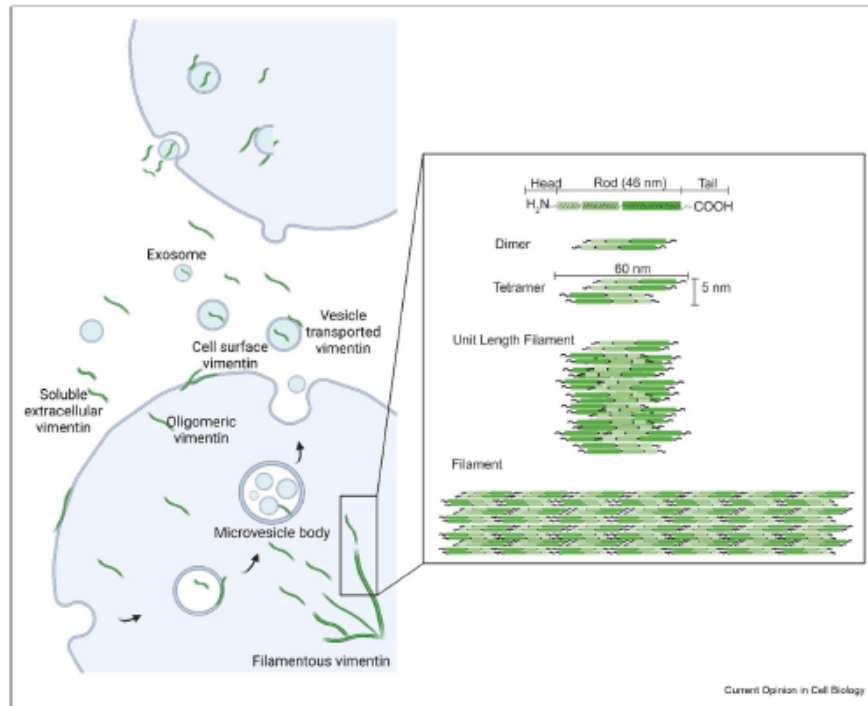 Exosome
Vesicle
transported
vimentin
Cell surface
vimentin
Soluble
extracellular
vimentin
Oligomeric
vimentin
Microvesicle body
Filamentous vimentin
Head Rod (46 nm) Tail
H₂N COOH
Dimer
60 nm
Tetramer
5 nm
Unit Length Filament
Filament
Current Opinion in Cell Biology